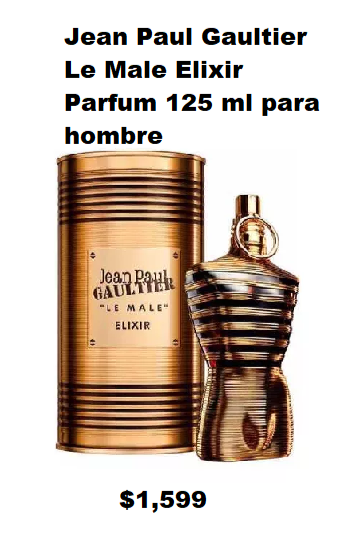 Jean Paul Gaultier
Le Male Elixir
Parfum 125 ml para
hombre
Jean Paul
GAULTIER
"LE MALE"
ELIXIR
$1,599